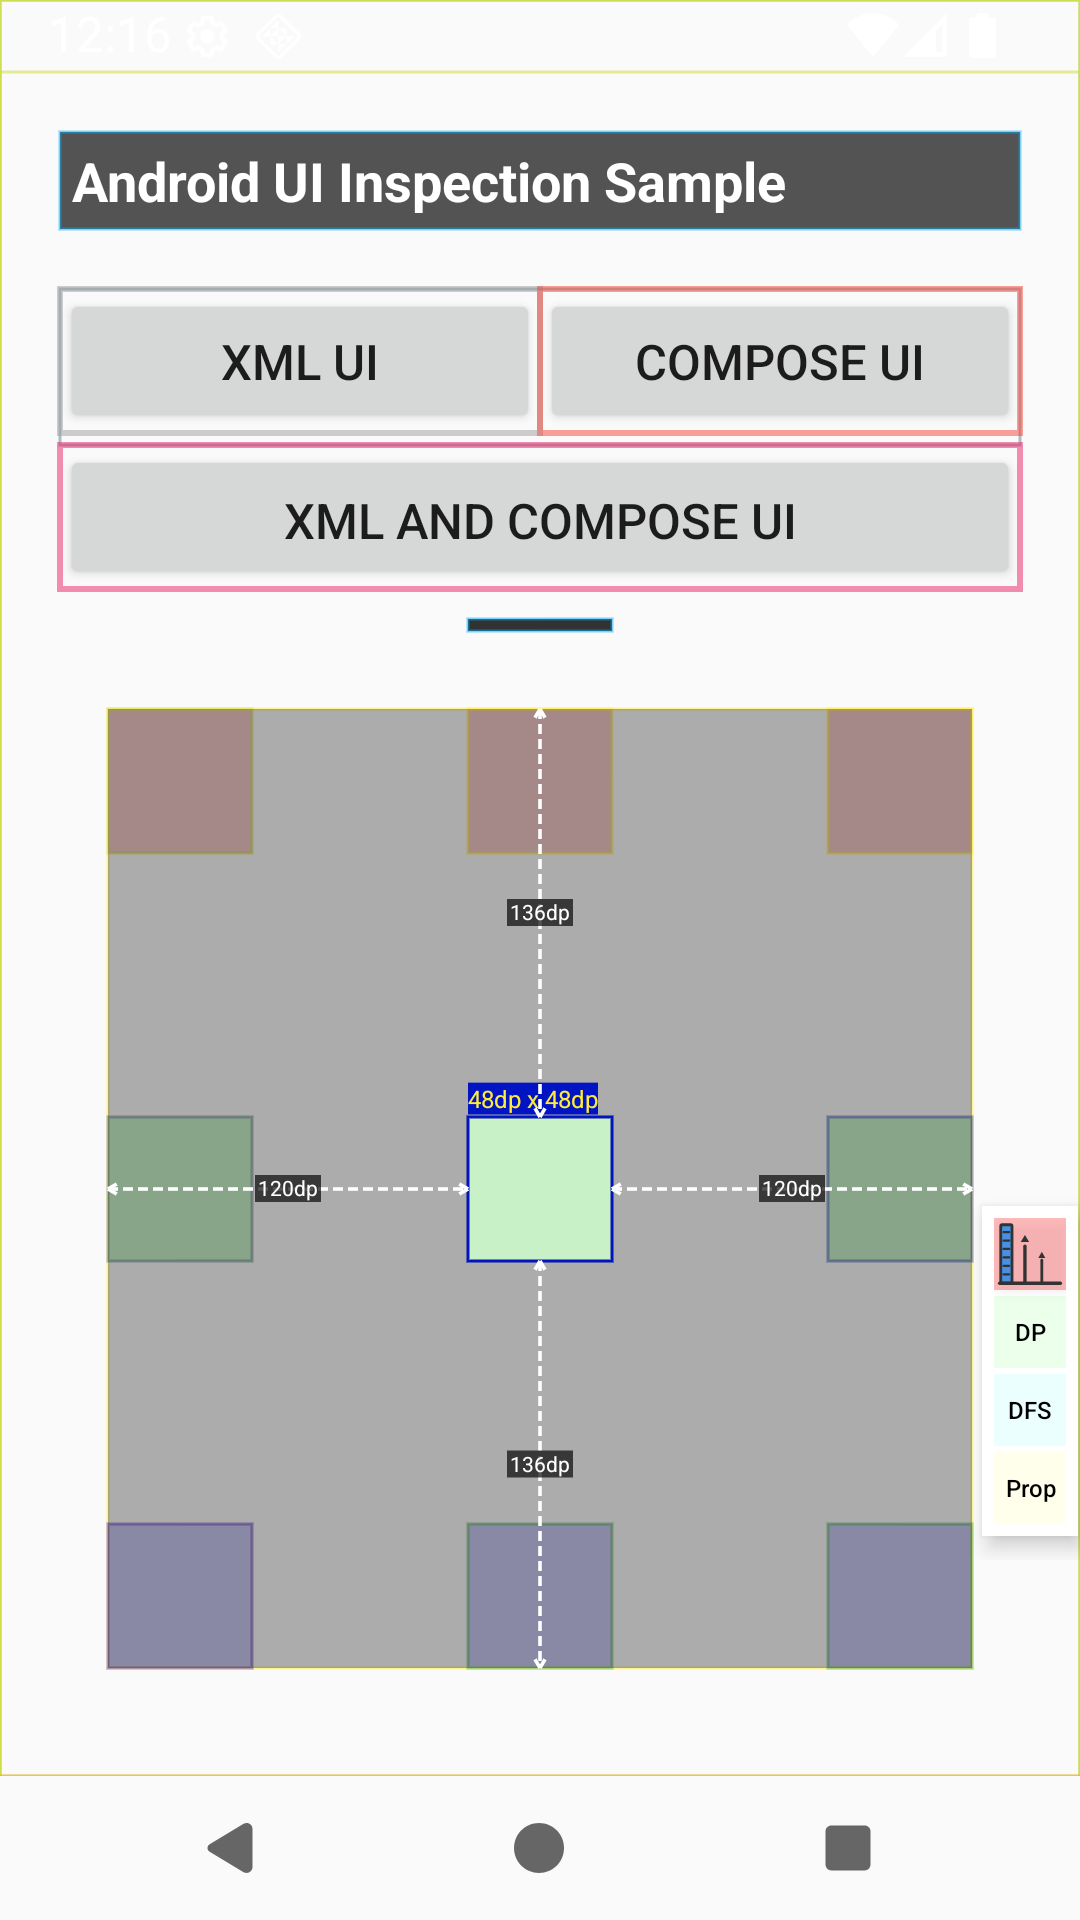 12:16
Android UI Inspection Sample
XML UI
COMPOSE UI
XML AND COMPOSE UI
136dp
48dp x 48dp
120dp
120dp
DP
DFS
136dp
Prop